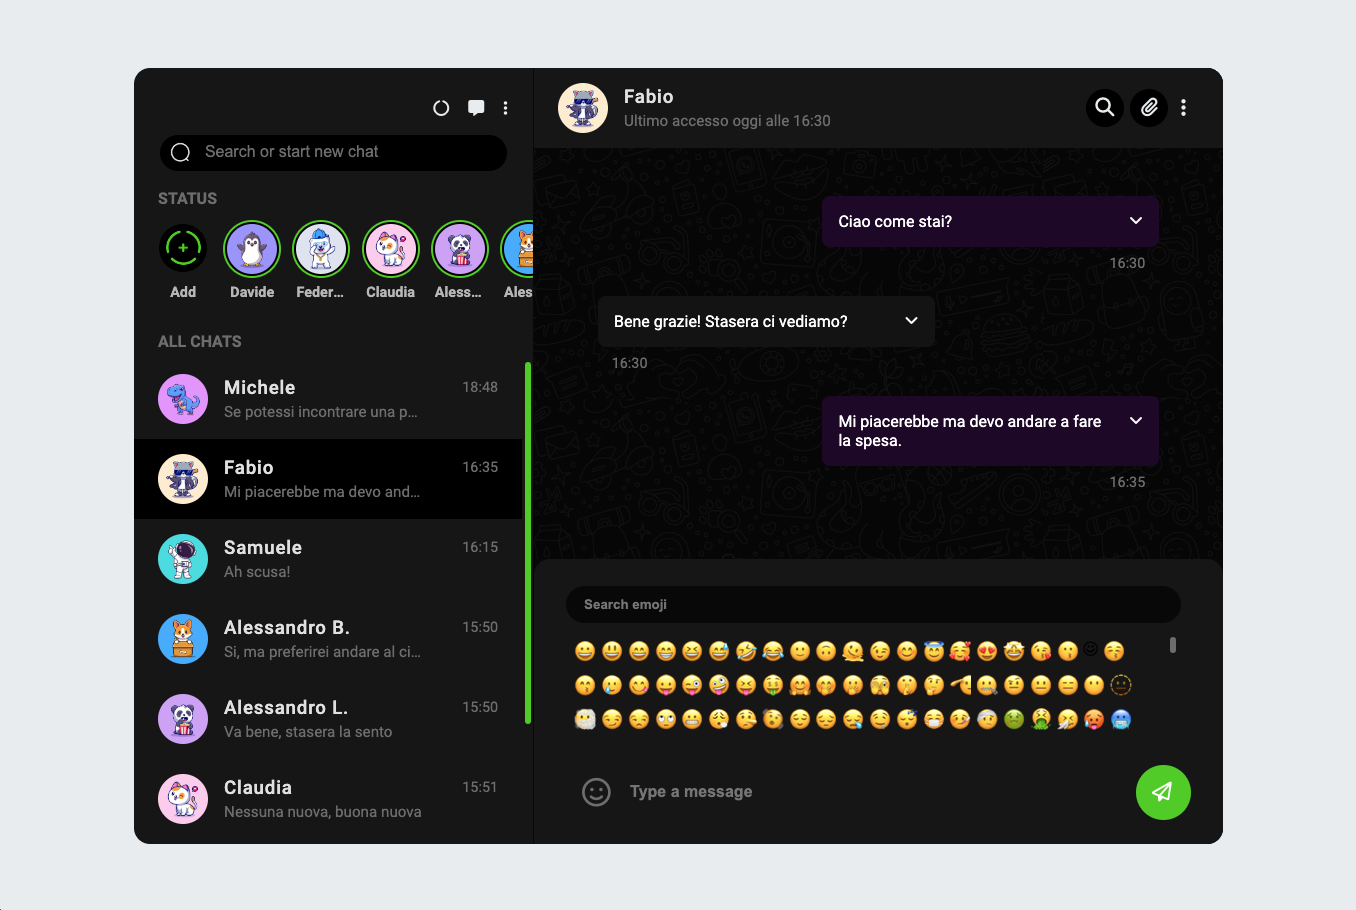 Search or start new chat
STATUS
Add
Davide
Feder...
Claudia
Aless...
Ales
ALL CHATS
Michele
18:48
Se potessi incontrare una p...
Fabio
16:35
Mi piacerebbe ma devo and...
Samuele
16:15
Ah scusa!
Alessandro B.
15:50
Si, ma preferirei andare al ci...
Alessandro L.
15:50
Va bene, stasera la sento
Claudia
15:51
Nessuna nuova, buona nuova
Fabio
Ultimo accesso oggi alle 16:30
Ciao come stai?
16:30
Bene grazie! Stasera ci vediamo?
16:30
Mi piacerebbe ma devo andare a fare
la spesa.
16:35
Search emoji
Type a message